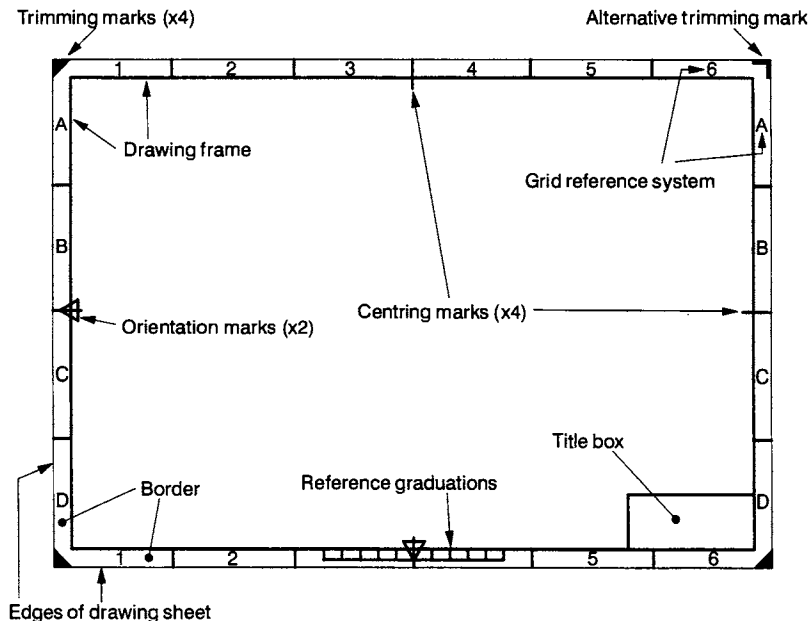 Trimming marks (x4)
Alternative trimming mark
1 2 3 4 5 6
A
A
Drawing frame
Grid reference system
B
B
Centring marks (x4)
Orientation marks (x2)
C
C
Title box
Reference graduations
Border
D
D
1 2 5 6
Edges of drawing sheet